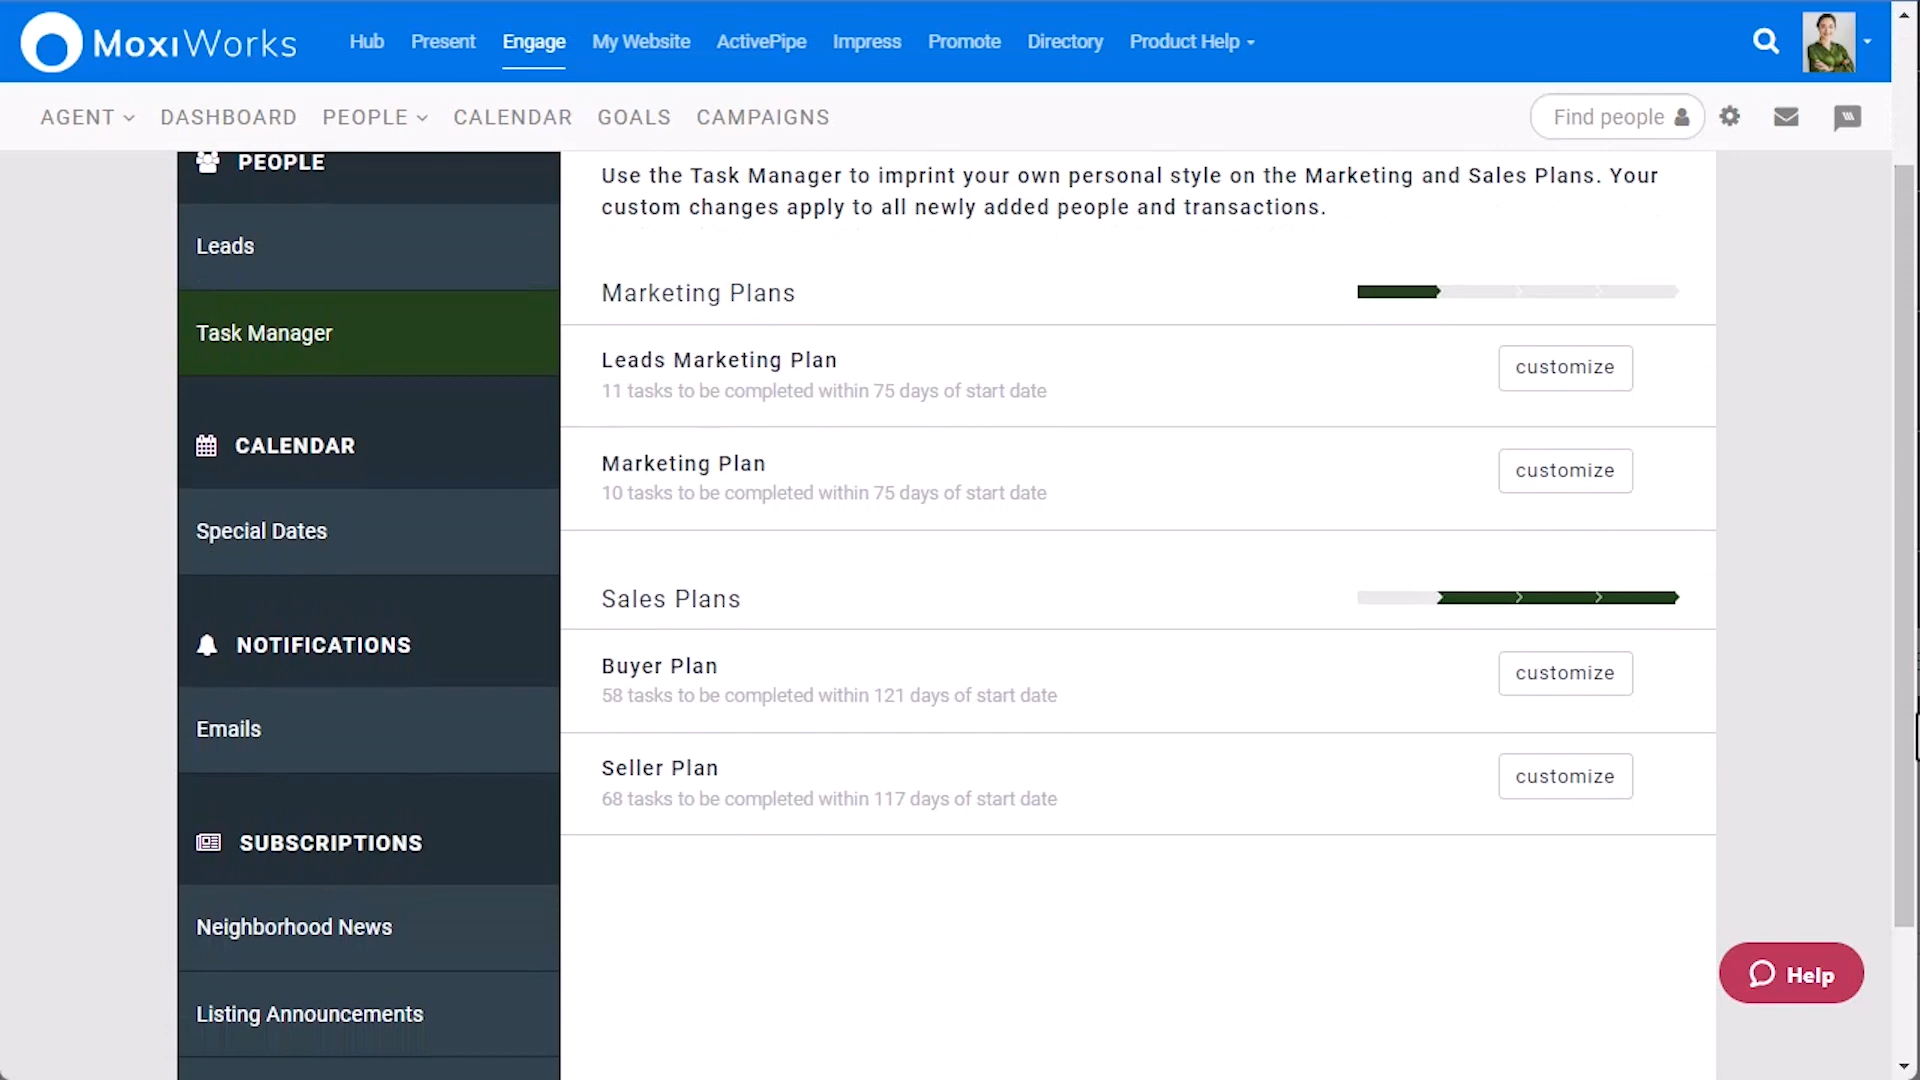 MoxiWorks
Hub Present Engage My Website ActivePipe Impress Promote Directory Product Help
AGENT DASHBOARD PEOPLE CALENDAR GOALS CAMPAIGNS
Find people
PEOPLE
Leads
Task Manager
CALENDAR
Special Dates
NOTIFICATIONS
Emails
SUBSCRIPTIONS
Neighborhood News
Listing Announcements
Use the Task Manager to imprint your own personal style on the Marketing and Sales Plans. Your
custom changes apply to all newly added people and transactions.
Marketing Plans
Leads Marketing Plan
11 tasks to be completed within 75 days of start date
customize
Marketing Plan
10 tasks to be completed within 75 days of start date
customize
Sales Plans
Buyer Plan
58 tasks to be completed within 121 days of start date
customize
Seller Plan
68 tasks to be completed within 117 days of start date
customize
Help